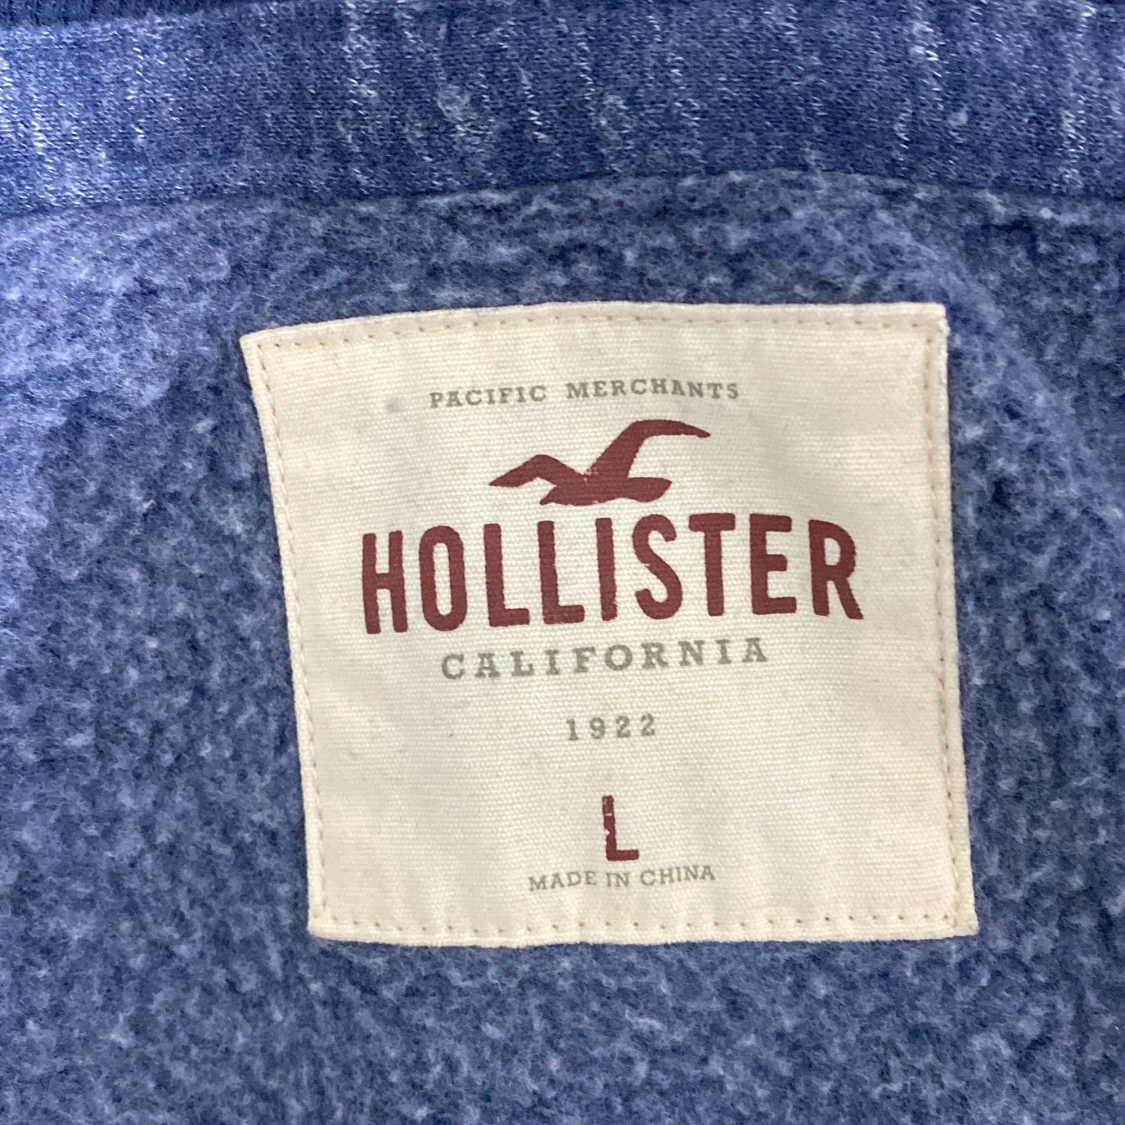 PACIFIC MERCHANTS
HOLLISTER
CALIFORNIA
1922
L
MADE IN CHINA